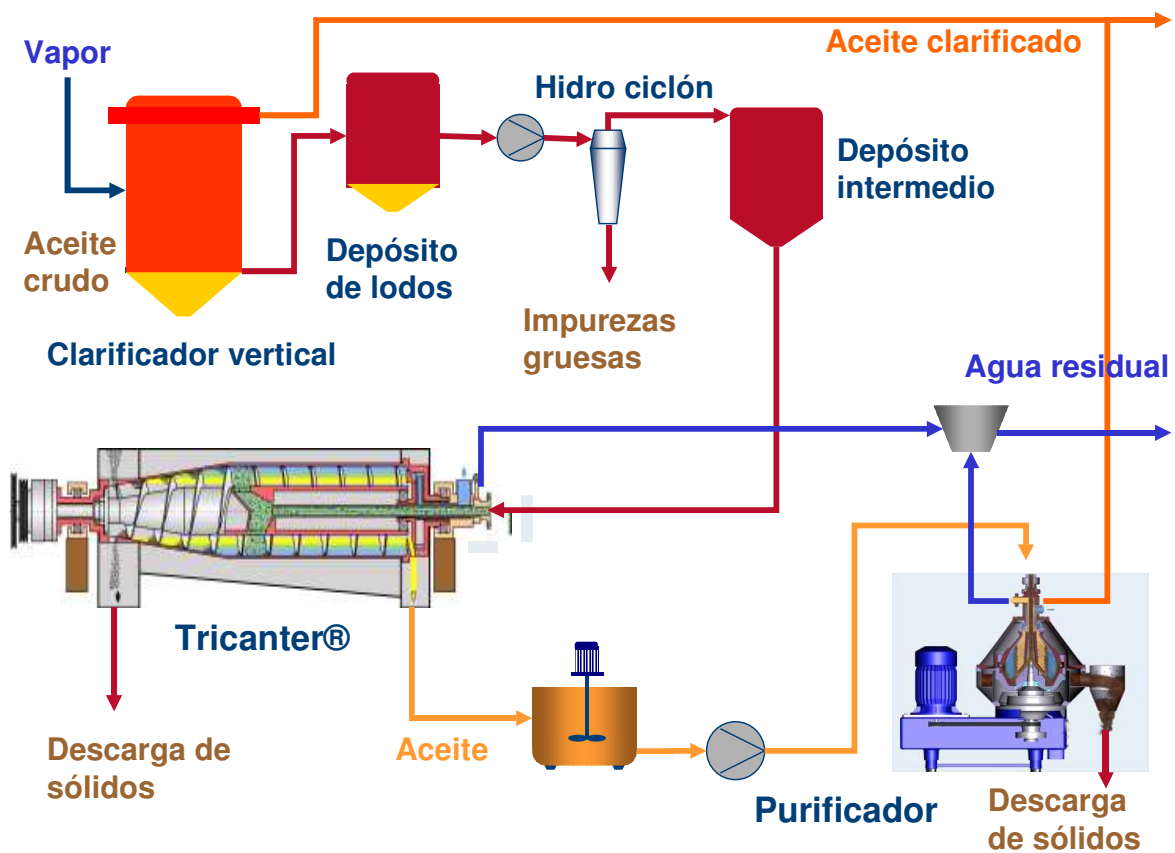 Aceite clarificado
Vapor
Hidro ciclón
Depósito
intermedio
Aceite
crudo
Depósito
de lodos
Impurezas
gruesas
Clarificador vertical
Agua residual
Tricanter®
Descarga de
sólidos
Aceite
Purificador
Descarga
de sólidos